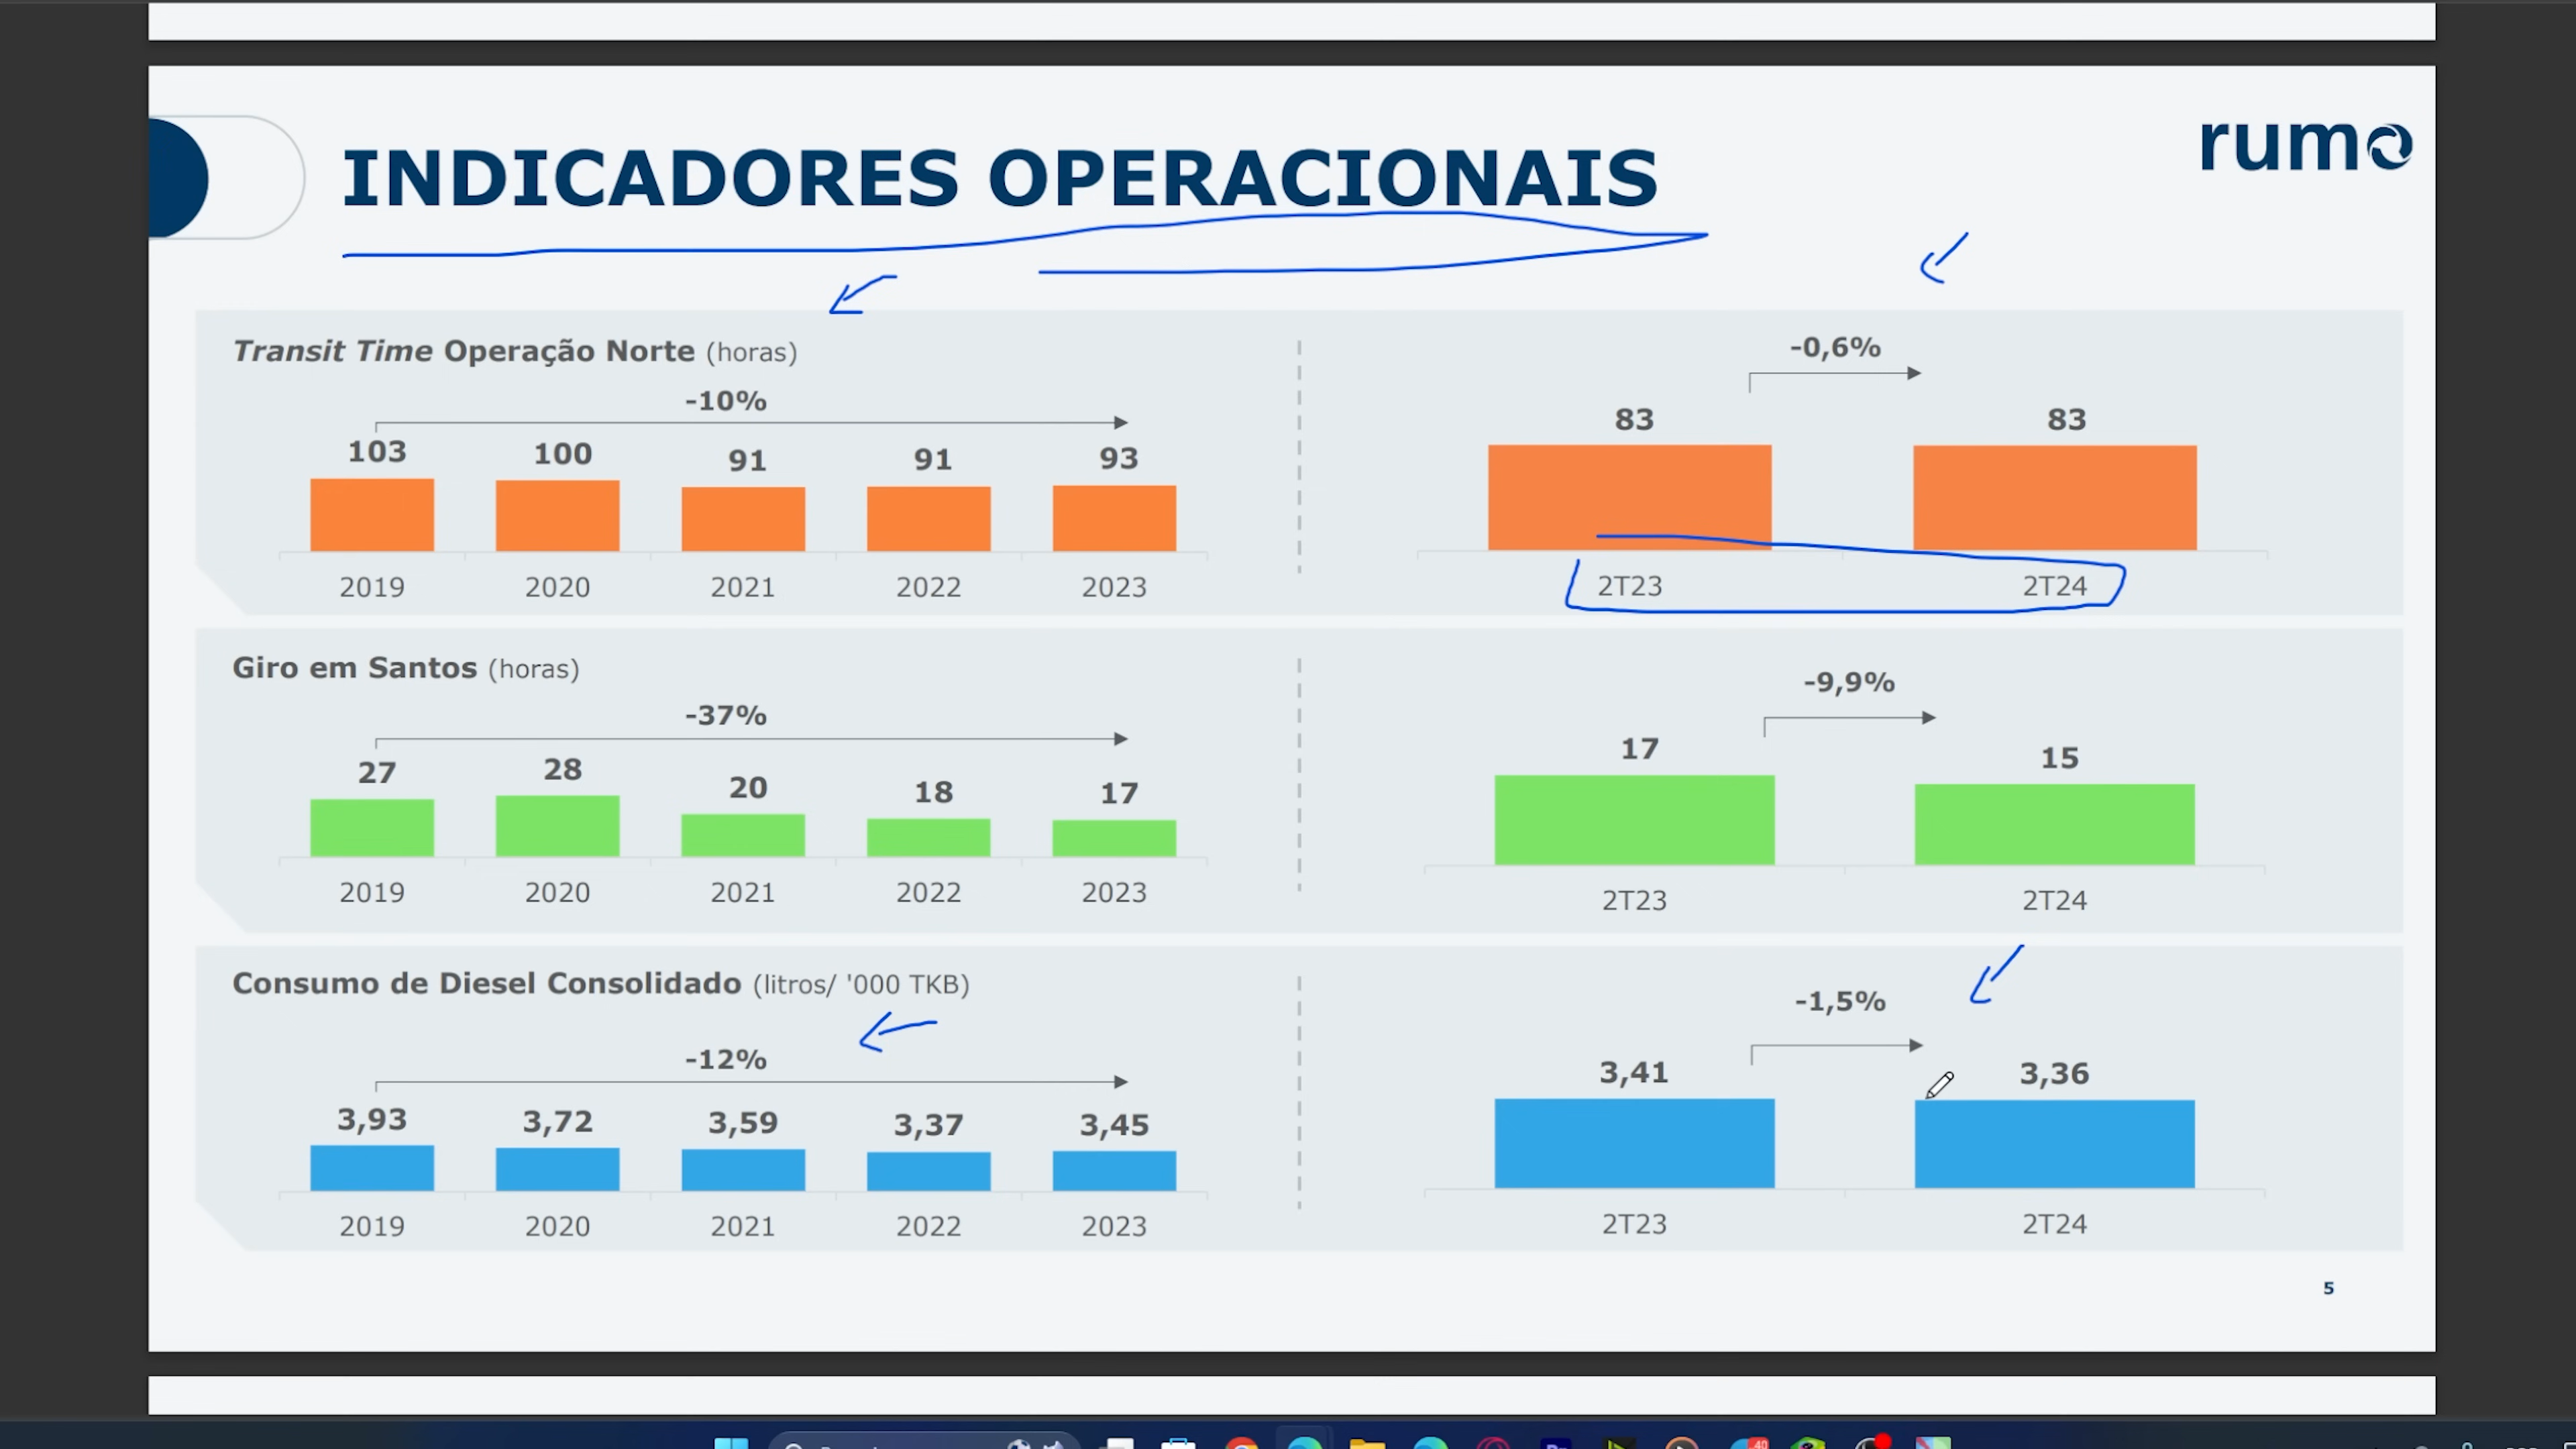 INDICADORES OPERACIONAIS
rumo
Transit Time Operação Norte (horas)
-10%
103 100 91 91 93
2019 2020 2021 2022 2023
-0,6%
83 83
2T23 2T24
Giro em Santos (horas)
-37%
27 28 20 18 17
2019 2020 2021 2022 2023
-9,9%
17 15
2T23 2T24
Consumo de Diesel Consolidado (litros/ '000 TKB)
-12%
3,93 3,72 3,59 3,37 3,45
2019 2020 2021 2022 2023
-1,5%
3,41 3,36
2T23 2T24
5
40